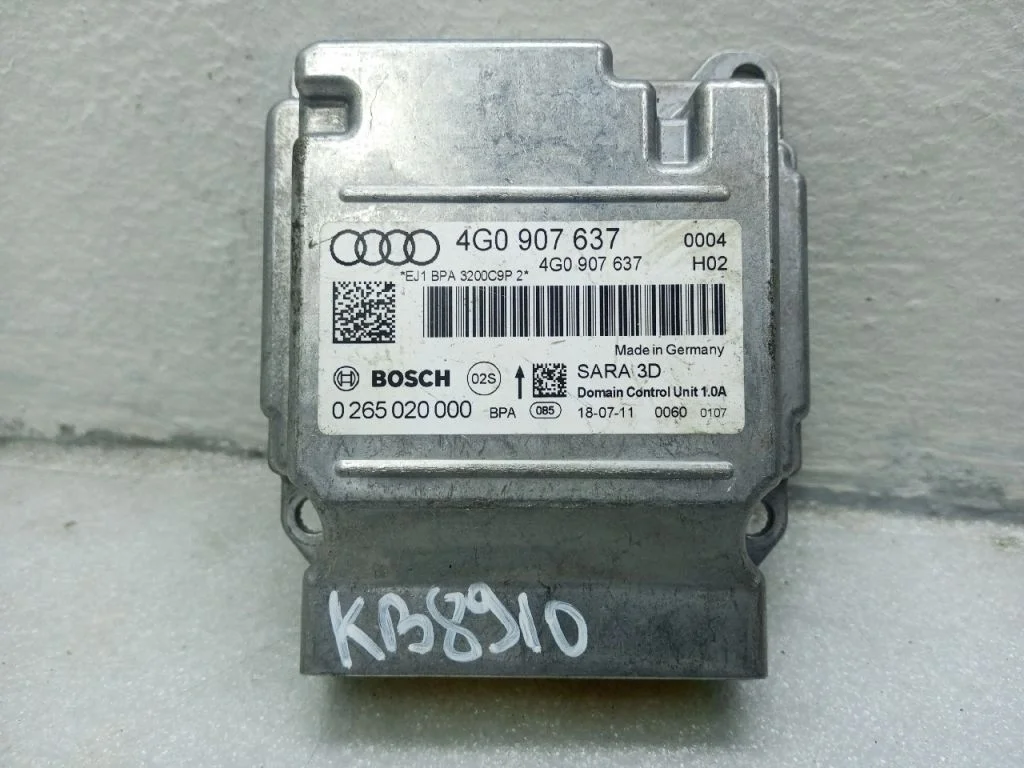 4G0 907 637 0004
4G0 907 637 H02
*EJ1 BPA 3200C9P 2*
Made in Germany
BOSCH 02S SARA 3D
Domain Control Unit 1.0A
0 265 020 000 BPA 085 18-07-11 0060 0107
KB8910